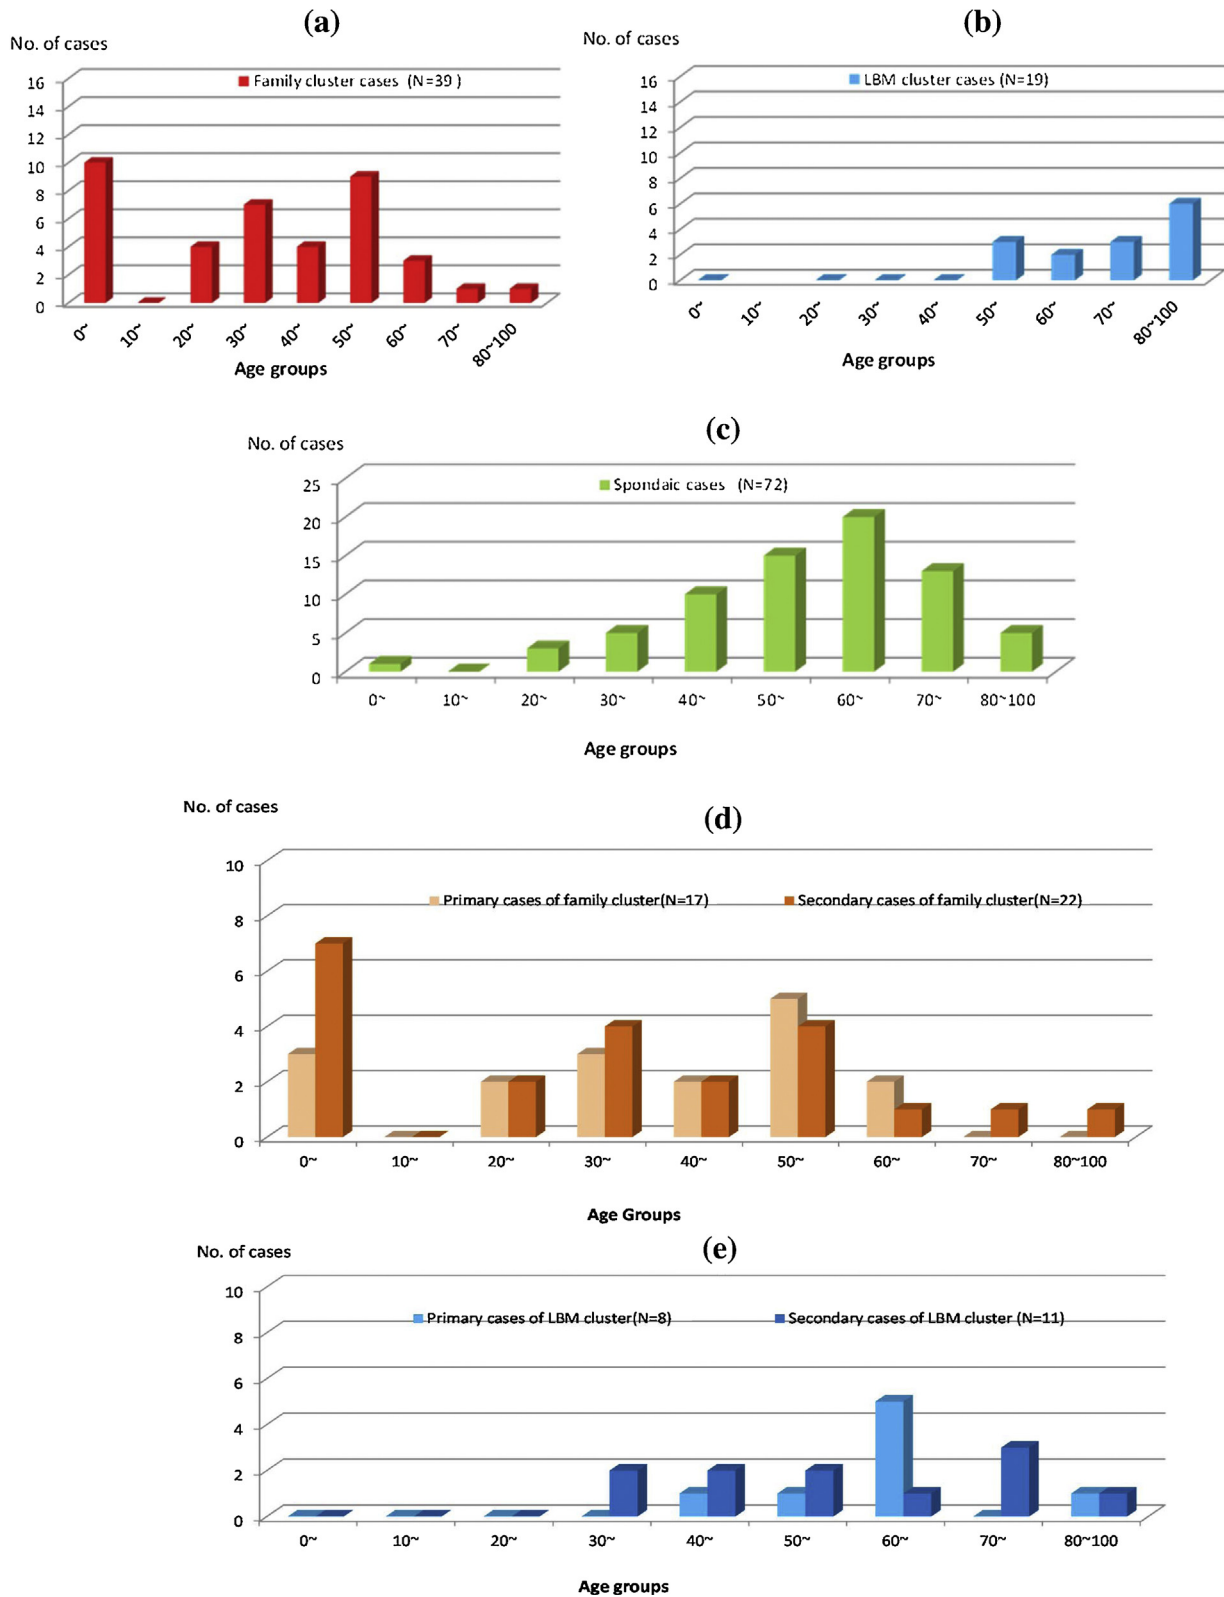 (a)
No. of cases
Family cluster cases (N=39 )
16
14
12
10
8
6
4
2
0
0~ 10~ 20~ 30~ 40~ 50~ 60~ 70~ 80~100
Age groups
(b)
No. of cases
LBM cluster cases (N=19)
16
14
12
10
8
6
4
2
0
0~ 10~ 20~ 30~ 40~ 50~ 60~ 70~ 80~100
Age groups
(c)
No. of cases
Spondaic cases (N=72)
25
20
15
10
5
0
0~ 10~ 20~ 30~ 40~ 50~ 60~ 70~ 80~100
Age groups
No. of cases
(d)
10
Primary cases of family cluster(N=17) Secondary cases of family cluster(N=22)
8
6
4
2
0
0~ 10~ 20~ 30~ 40~ 50~ 60~ 70~ 80~100
Age Groups
(e)
No. of cases
10
Primary cases of LBM cluster(N=8) Secondary cases of LBM cluster (N=11)
8
6
4
2
0
0~ 10~ 20~ 30~ 40~ 50~ 60~ 70~ 80~100
Age groups